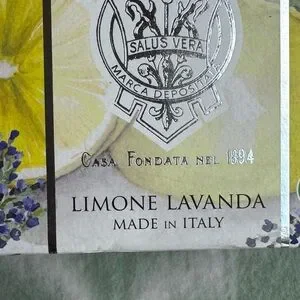 SALUS VERA
MARCA DEPOSITATA
CASA FONDATA NEL 1894
LIMONE LAVANDA
MADE IN ITALY